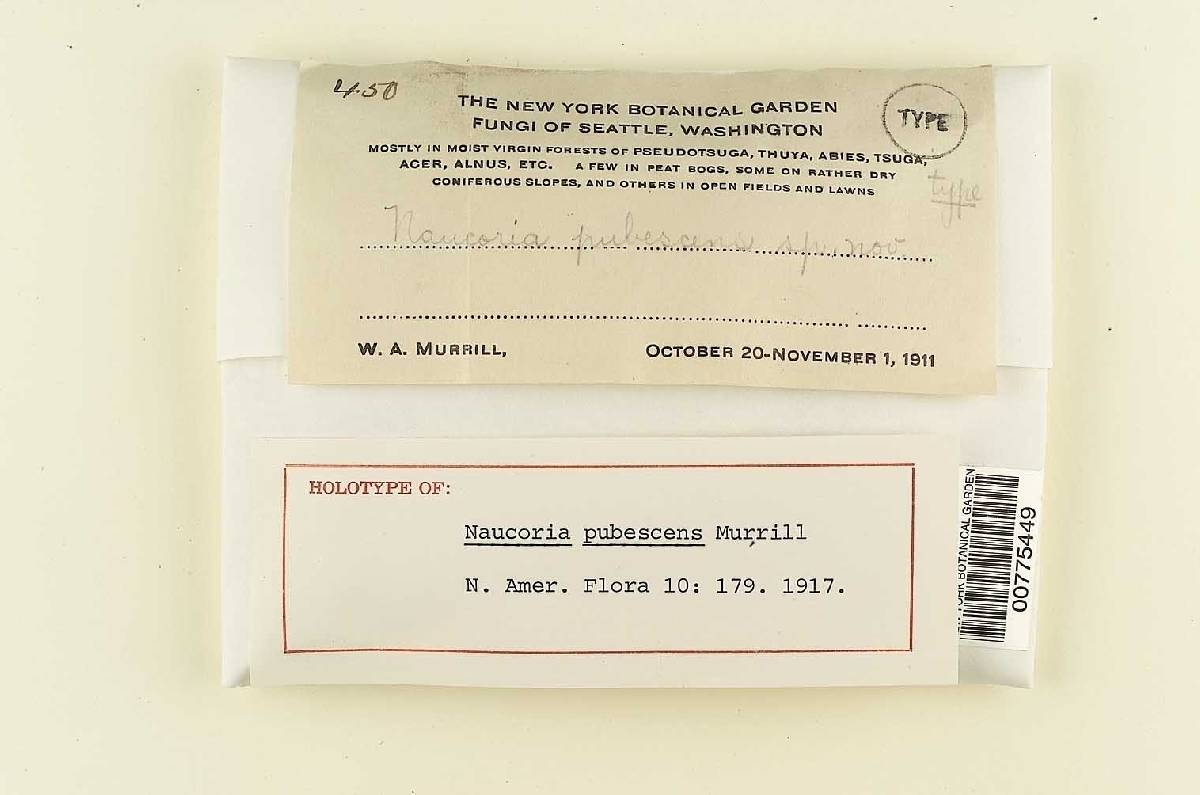 450
THE NEW YORK BOTANICAL GARDEN
FUNGI OF SEATTLE, WASHINGTON
TYPE
MOSTLY IN MOIST VIRGIN FORESTS OF PSEUDOTSUGA, THUYA, ABIES, TSUGA,
ACER, ALNUS, ETC. A FEW IN PEAT BOGS, SOME ON RATHER DRY
CONIFEROUS SLOPES, AND OTHERS IN OPEN FIELDS AND LAWNS
type
Naucoria pubescens sp. nov.
W. A. MURRILL,
OCTOBER 20-NOVEMBER 1, 1911
HOLOTYPE OF:
Naucoria pubescens Murrill
N. Amer. Flora 10: 179. 1917.
YORK BOTANICAL GARDEN
00775449